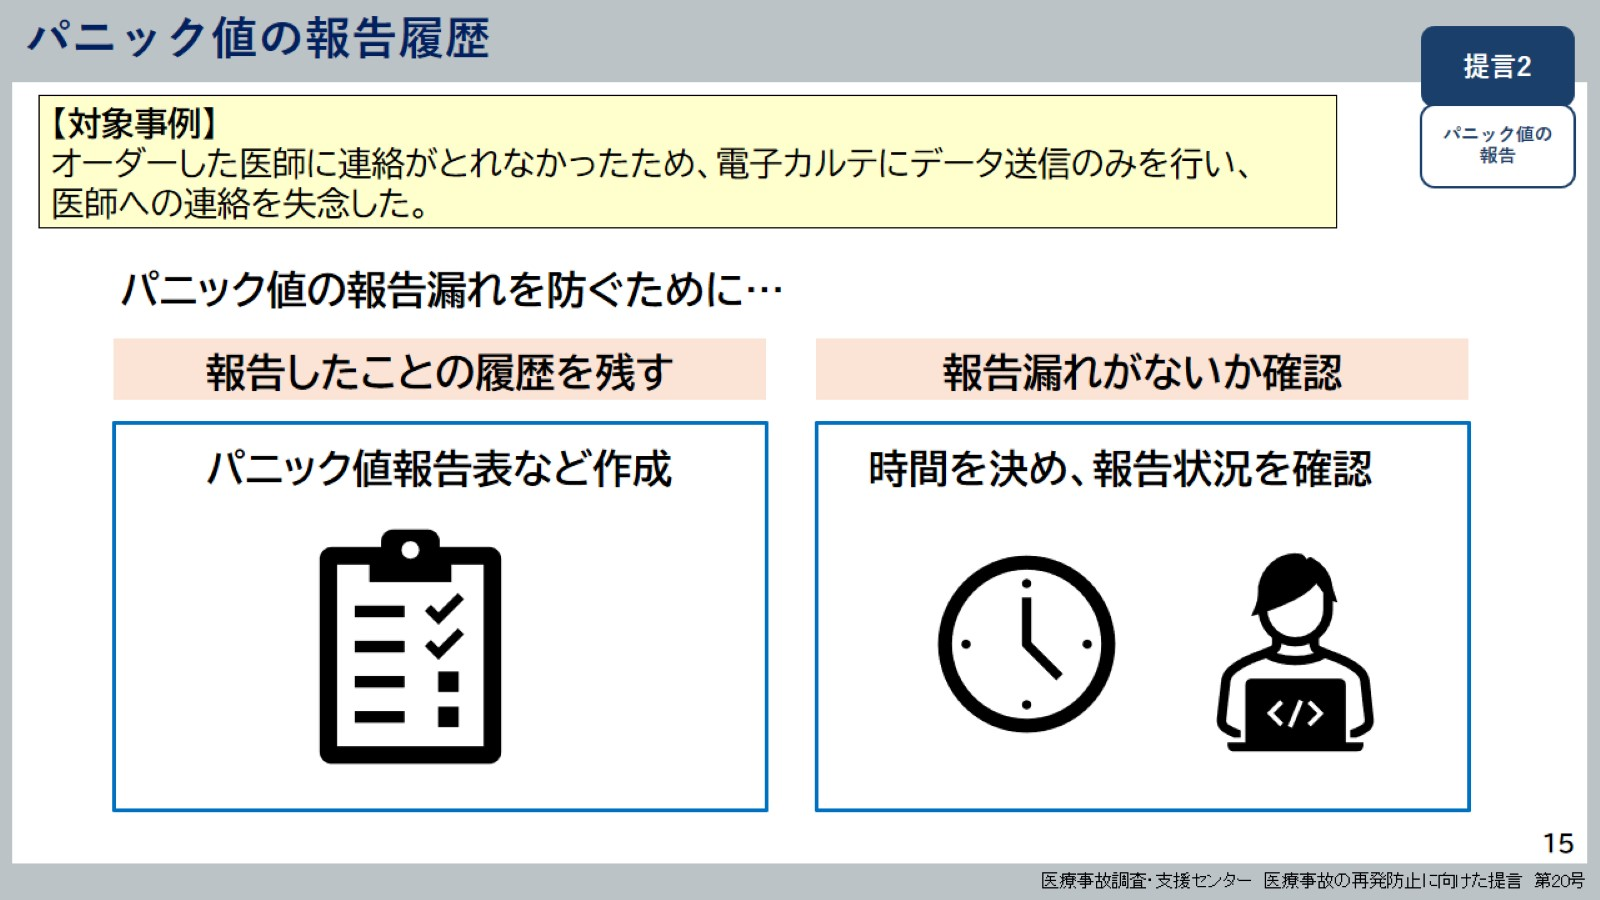 パニック値の報告履歴
提言2
パニック値の
報告
【対象事例】
オーダーした医師に連絡がとれなかったため、電子カルテにデータ送信のみを行い、
医師への連絡を失念した。
パニック値の報告漏れを防ぐために…
報告したことの履歴を残す
パニック値報告表など作成
報告漏れがないか確認
時間を決め、報告状況を確認
</>
15
医療事故調査・支援センター　医療事故の再発防止に向けた提言　第20号